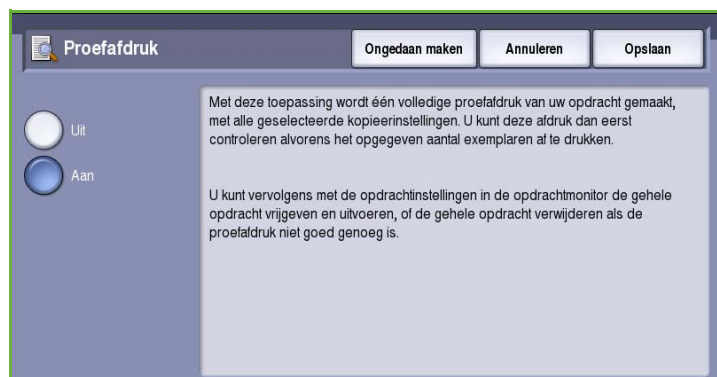 Proefafdruk
Ongedaan maken
Annuleren
Opslaan
Uit
Aan
Met deze toepassing wordt één volledige proefafdruk van uw opdracht gemaakt,
met alle geselecteerde kopieerinstellingen. U kunt deze afdruk dan eerst
controleren alvorens het opgegeven aantal exemplaren af te drukken.
U kunt vervolgens met de opdrachtinstellingen in de opdrachtmonitor de gehele
opdracht vrijgeven en uitvoeren, of de gehele opdracht verwijderen als de
proefafdruk niet goed genoeg is.